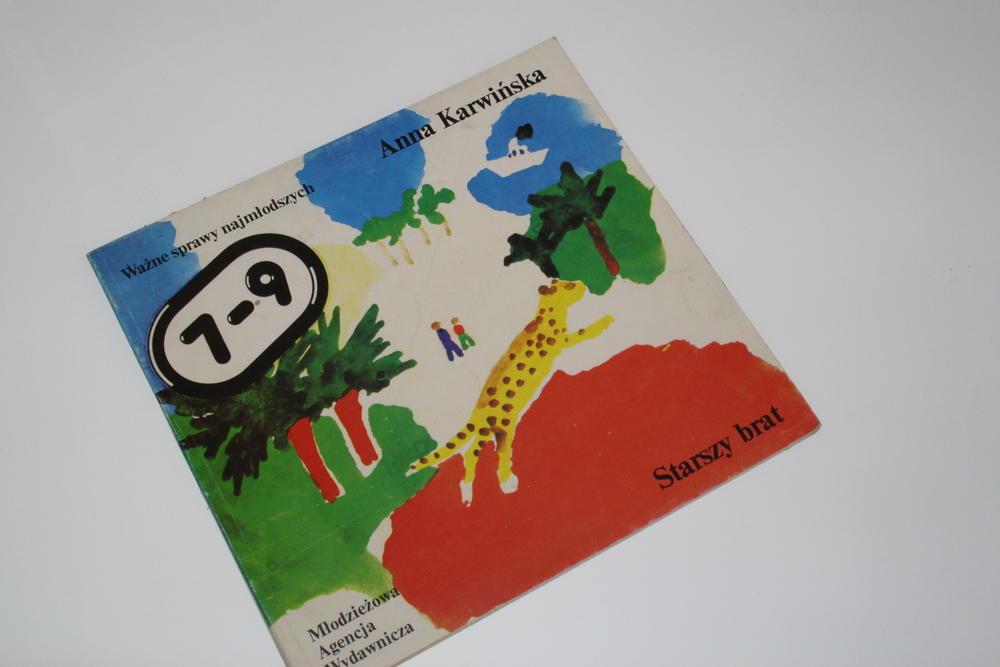 Anna Karwińska
Ważne sprawy najmłodszych
7-9
Starszy brat
Młodzieżowa
Agencja
Wydawnicza